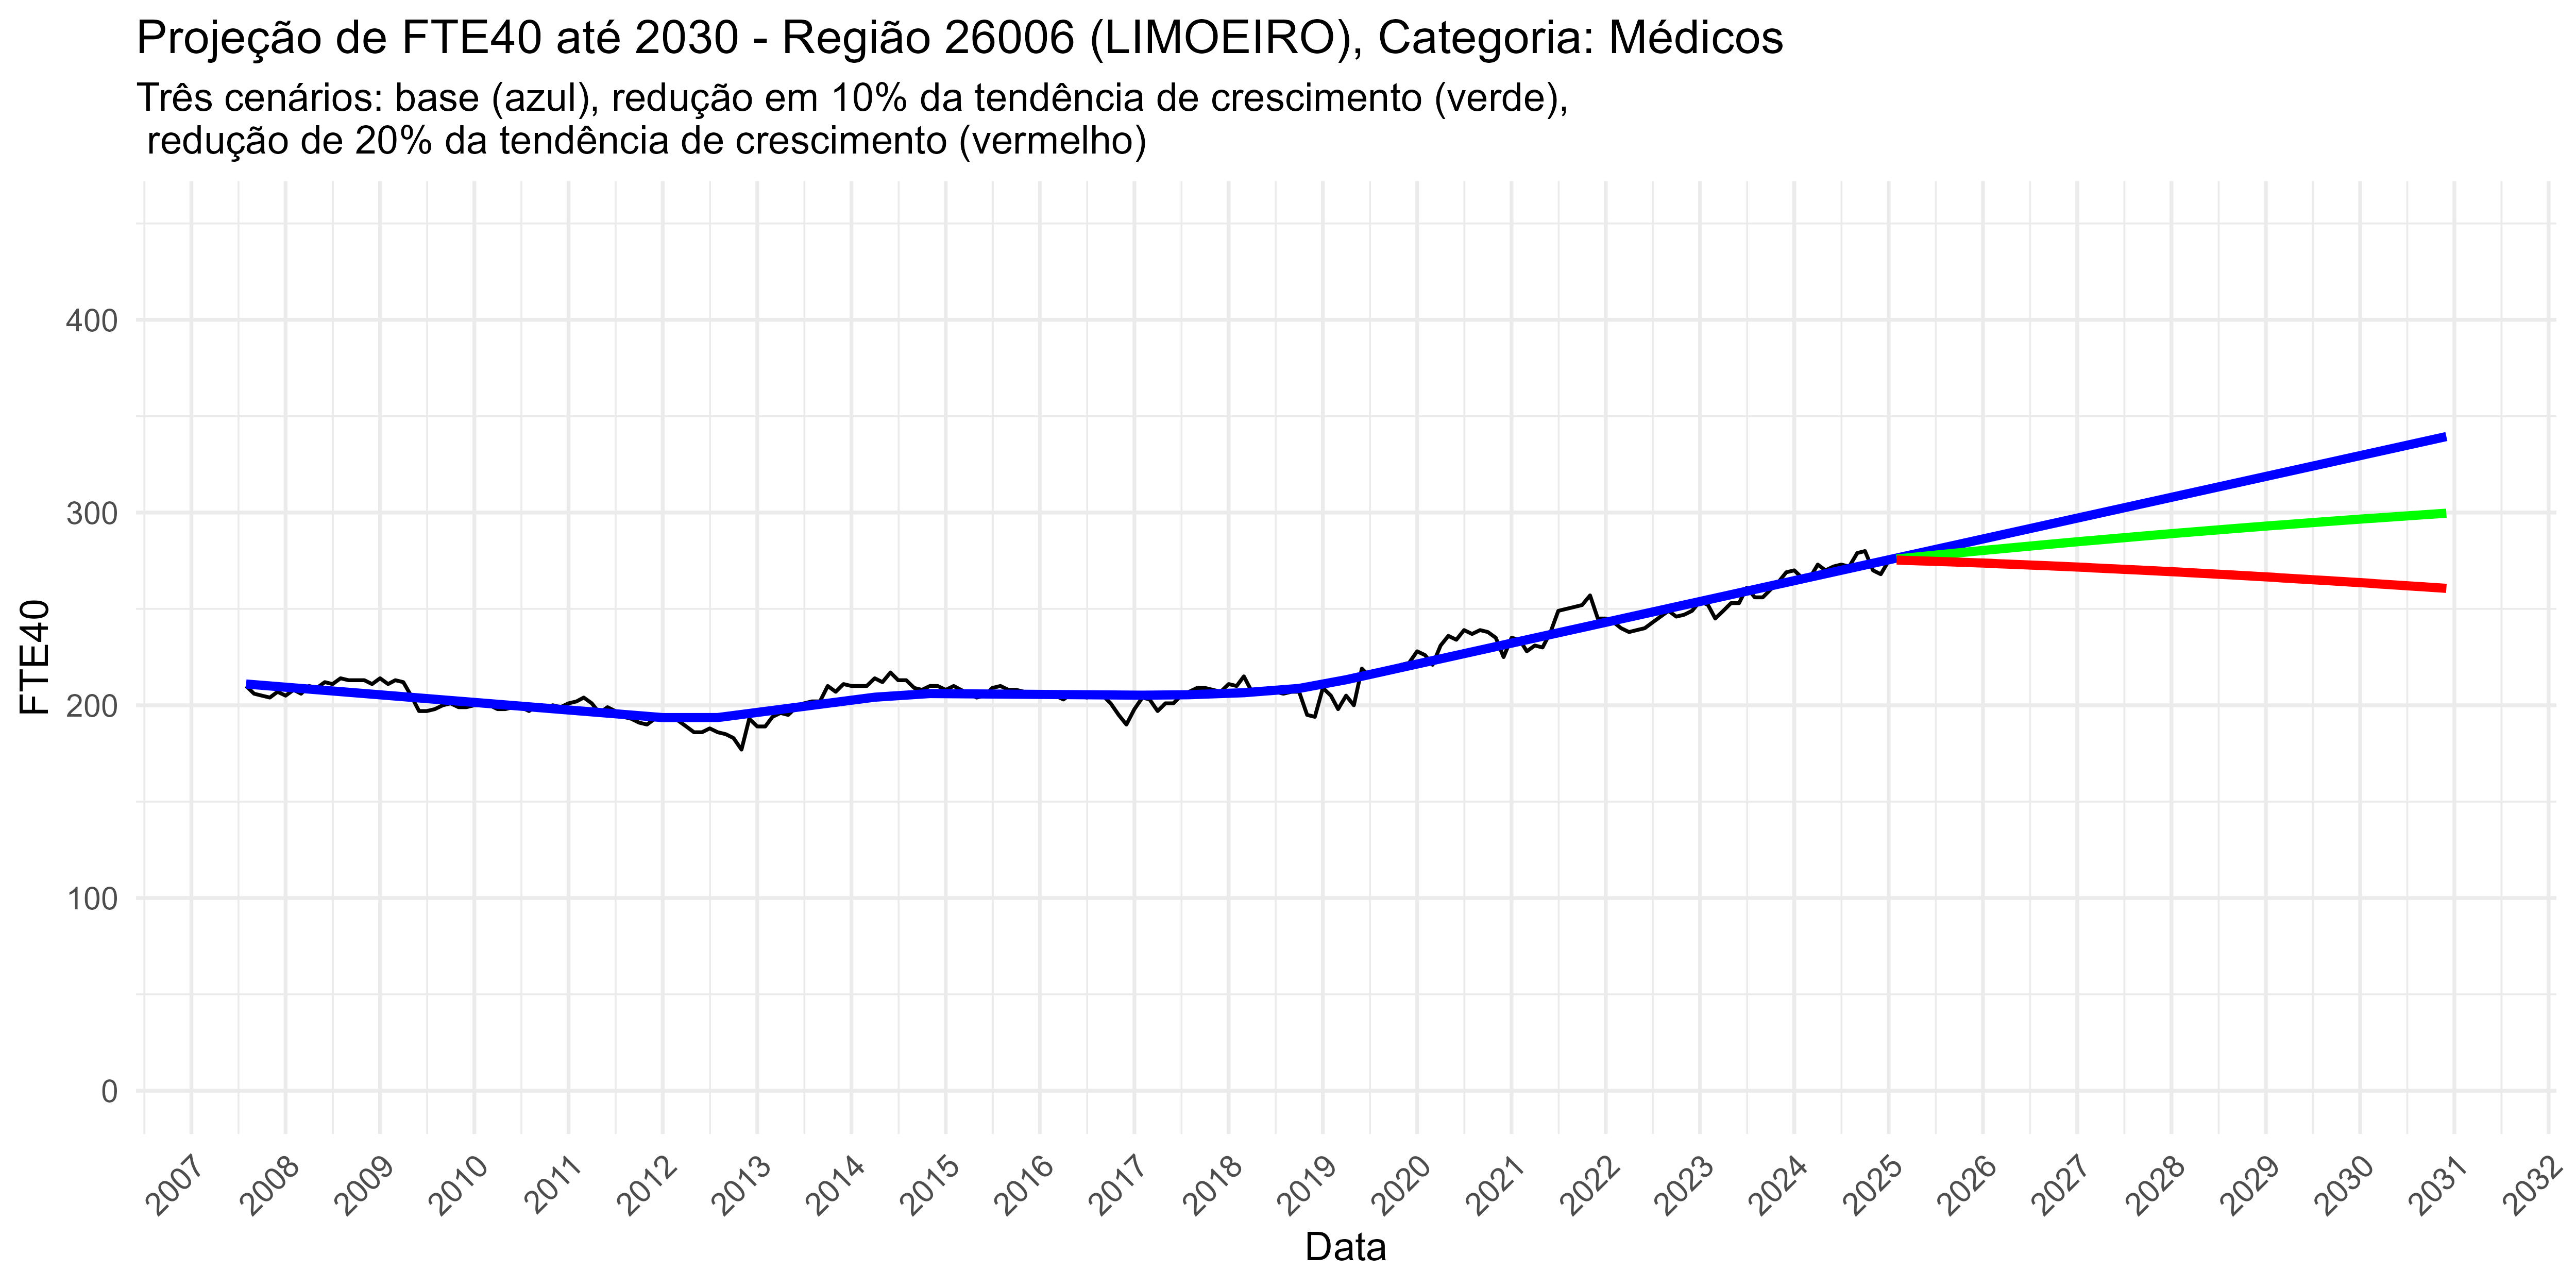 Projeção de FTE40 até 2030 - Região 26006 (LIMOEIRO), Categoria: Médicos
Três cenários: base (azul), redução em 10% da tendência de crescimento (verde),
redução de 20% da tendência de crescimento (vermelho)
400
300
200
100
0
FTE40
2007 2008 2009 2010 2011 2012 2013 2014 2015 2016 2017 2018 2019 2020 2021 2022 2023 2024 2025 2026 2027 2028 2029 2030 2031 2032
Data